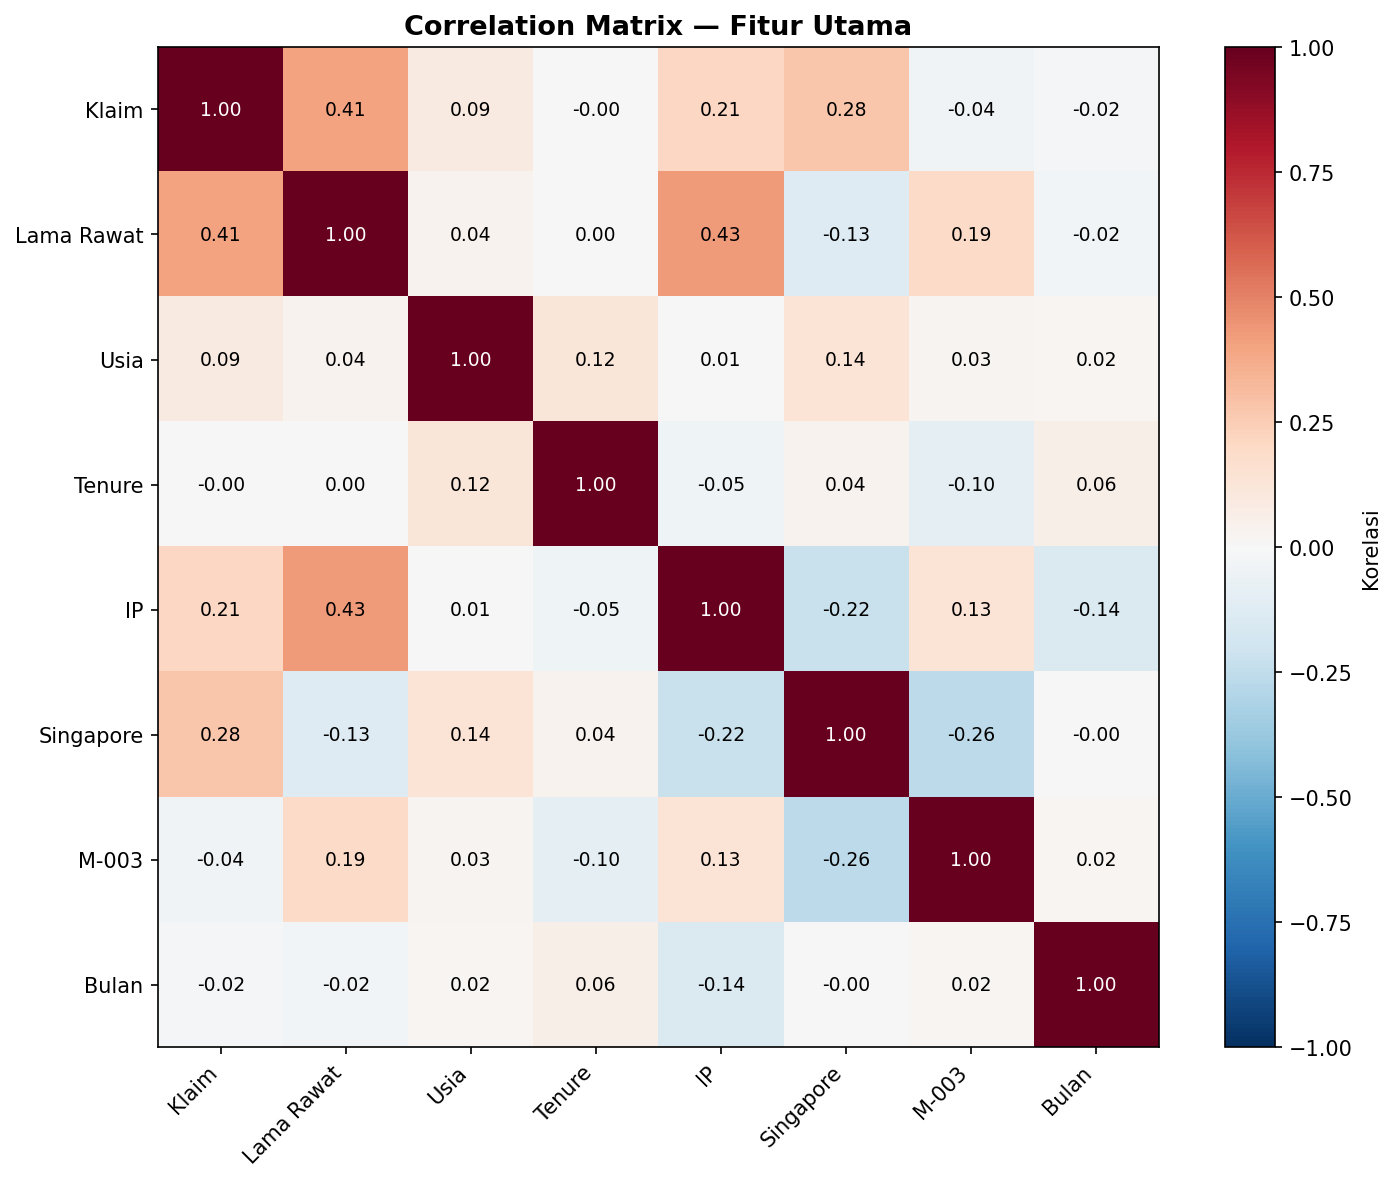 Correlation Matrix — Fitur Utama
Klaim 1.00 0.41 0.09 -0.00 0.21 0.28 -0.04 -0.02
Lama Rawat 0.41 1.00 0.04 0.00 0.43 -0.13 0.19 -0.02
Usia 0.09 0.04 1.00 0.12 0.01 0.14 0.03 0.02
Tenure -0.00 0.00 0.12 1.00 -0.05 0.04 -0.10 0.06
IP 0.21 0.43 0.01 -0.05 1.00 -0.22 0.13 -0.14
Singapore 0.28 -0.13 0.14 0.04 -0.22 1.00 -0.26 -0.00
M-003 -0.04 0.19 0.03 -0.10 0.13 -0.26 1.00 0.02
Bulan -0.02 -0.02 0.02 0.06 -0.14 -0.00 0.02 1.00
Klaim Lama Rawat Usia Tenure IP Singapore M-003 Bulan
1.00
0.75
0.50
0.25
0.00
−0.25
−0.50
−0.75
−1.00
Korelasi